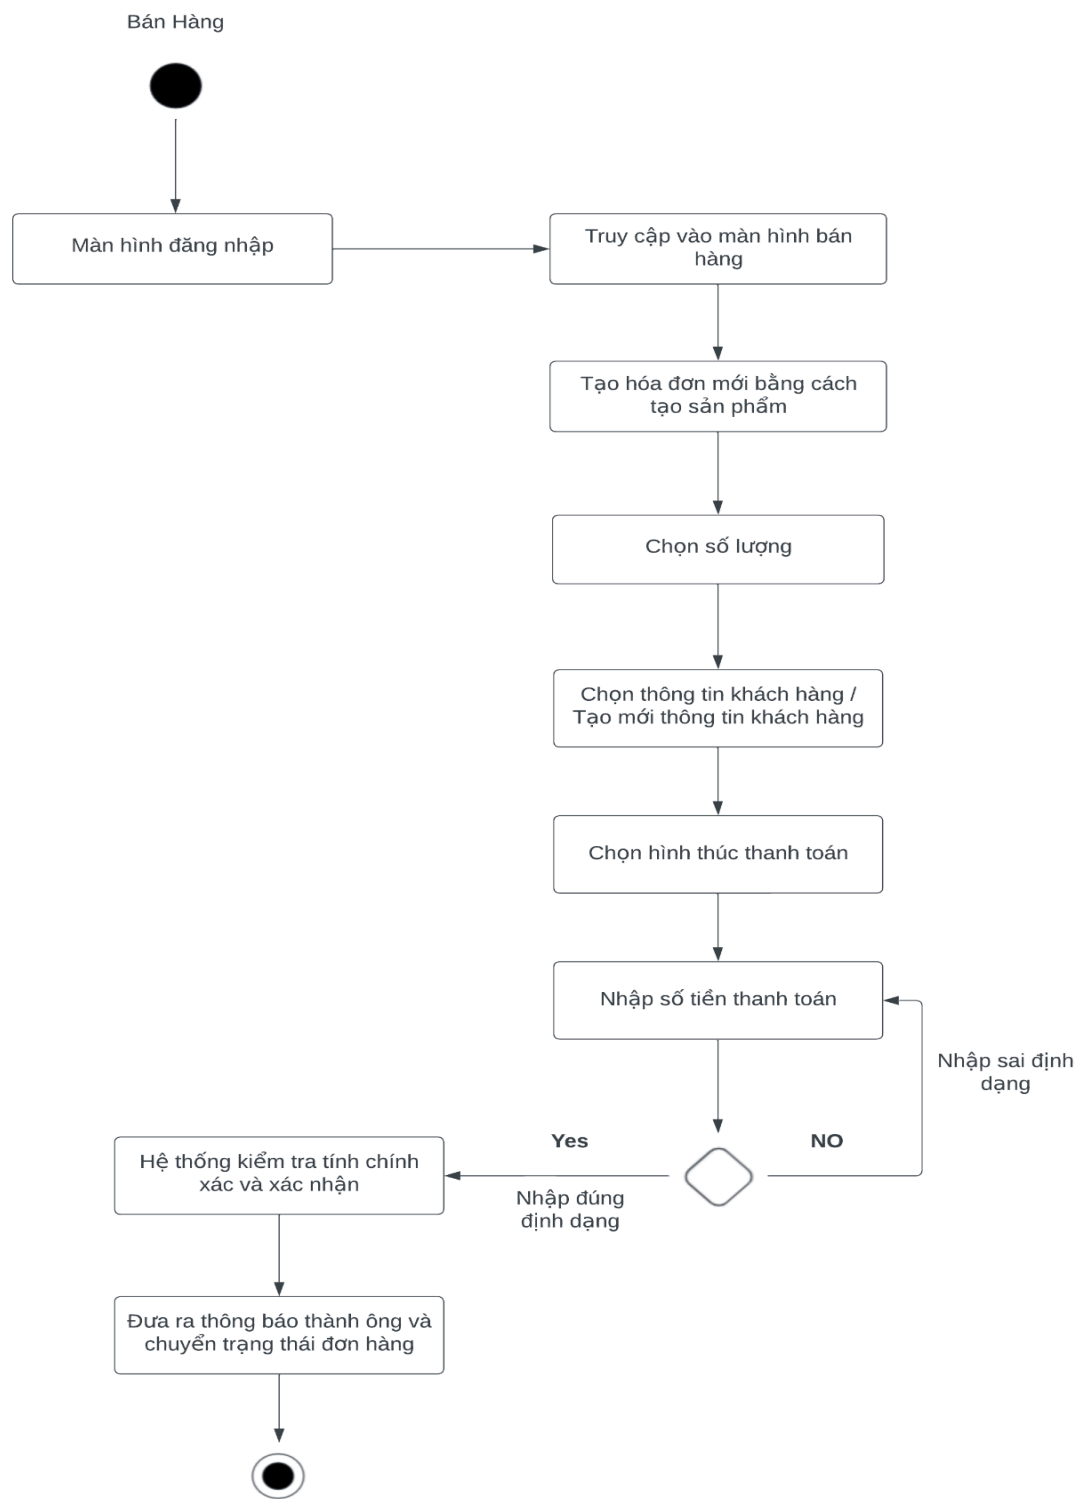 Bán Hàng
Màn hình đăng nhập
Truy cập vào màn hình bán
hàng
Tạo hóa đơn mới bằng cách
tạo sản phẩm
Chọn số lượng
Chọn thông tin khách hàng /
Tạo mới thông tin khách hàng
Chọn hình thúc thanh toán
Nhập số tiền thanh toán
Nhập sai định
dạng
Yes
NO
Hệ thống kiểm tra tính chính
xác và xác nhận
Nhập đúng
định dạng
Đưa ra thông báo thành ông và
chuyển trạng thái đơn hàng